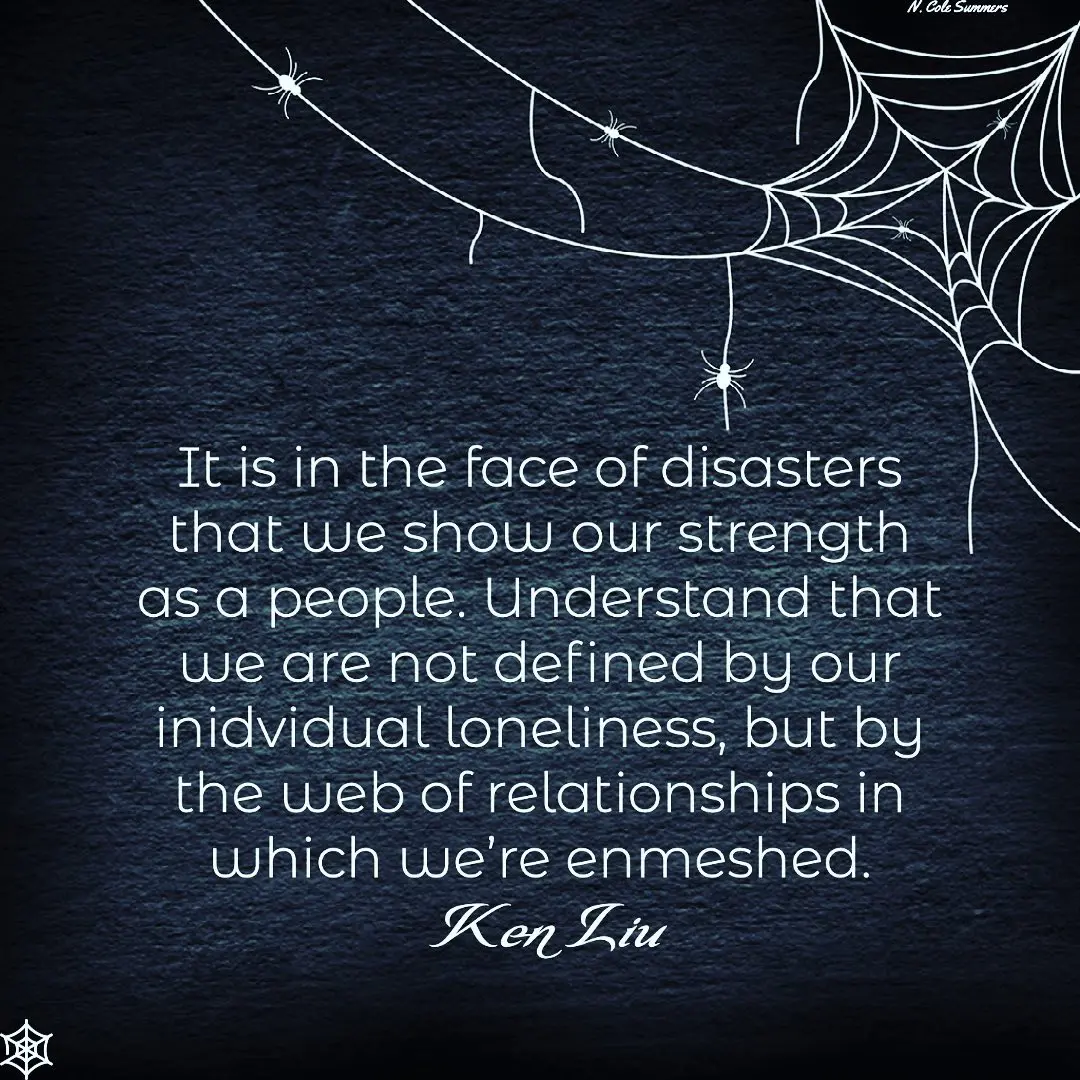 N. Cole Summers
It is in the face of disasters
that we show our strength
as a people. Understand that
we are not defined by our
inidvidual loneliness, but by
the web of relationships in
which we’re enmeshed.
Ken Liu